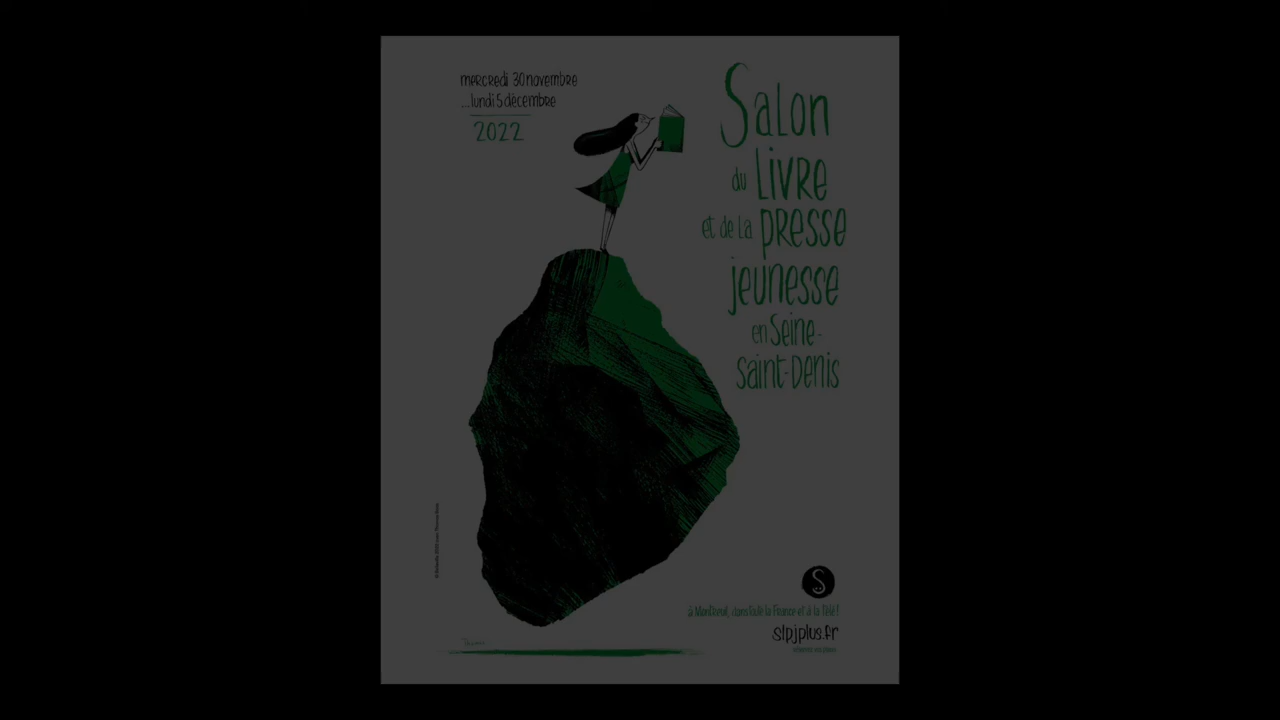 mercredi 30 novembre
...lundi 5 décembre
2022
Salon
du Livre
et de la presse
jeunesse
en Seine-
Saint-Denis
S
à Montreuil, dans toute la France et à la Télé !
slpjplus.fr